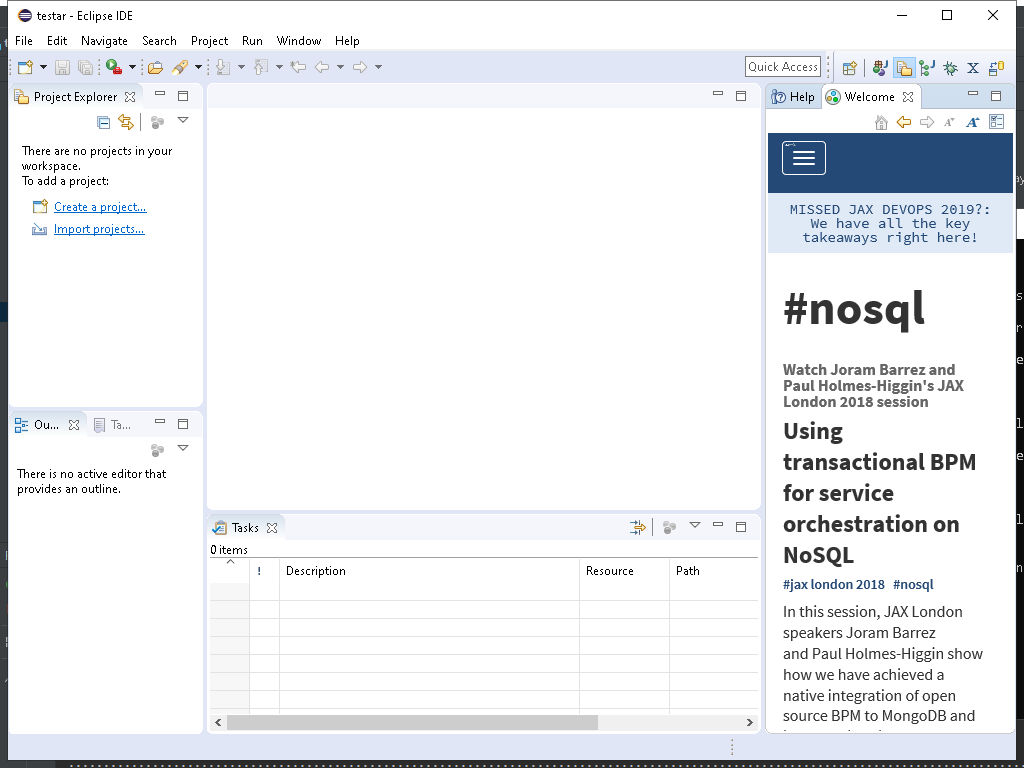 testar - Eclipse IDE
File Edit Navigate Search Project Run Window Help
Quick Access
Project Explorer
There are no projects in your
workspace.
To add a project:
Create a project...
Import projects...
Ou... Ta...
There is no active editor that
provides an outline.
Tasks
0 items
! Description Resource Path
Help Welcome
MISSED JAX DEVOPS 2019?:
We have all the key
takeaways right here!
#nosql
Watch Joram Barrez and
Paul Holmes-Higgin's JAX
London 2018 session
Using
transactional BPM
for service
orchestration on
NoSQL
#jax london 2018 #nosql
In this session, JAX London
speakers Joram Barrez
and Paul Holmes-Higgin show
how we have achieved a
native integration of open
source BPM to MongoDB and